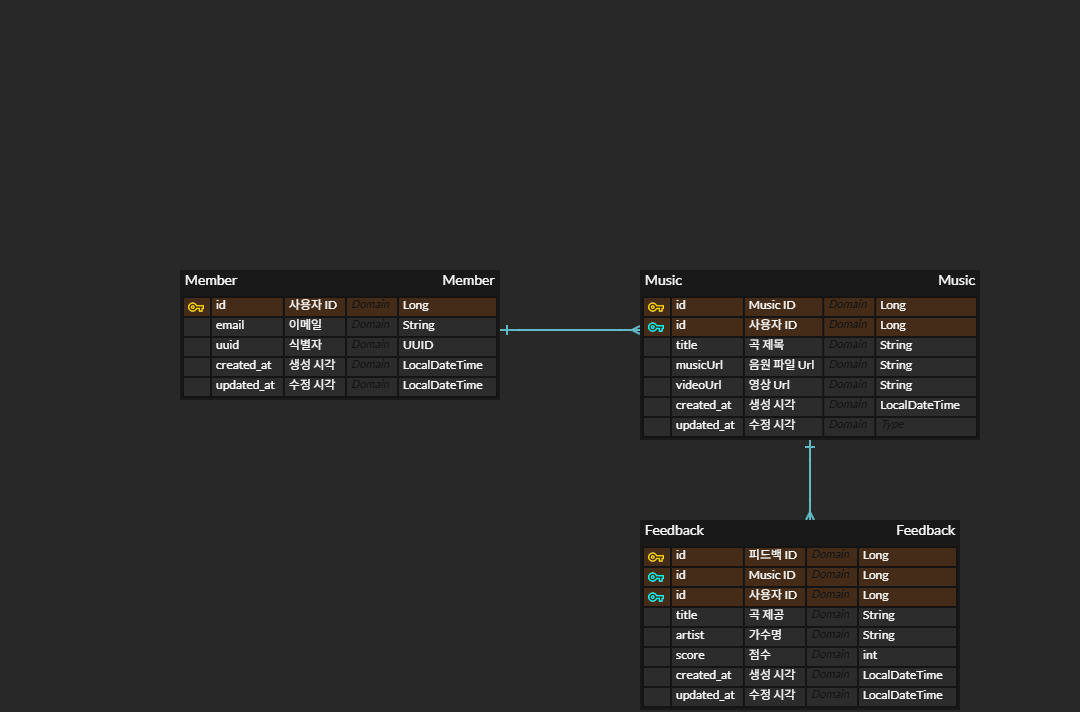 Member Member
id 사용자 ID Domain Long
email 이메일 Domain String
uuid 식별자 Domain UUID
created_at 생성 시각 Domain LocalDateTime
updated_at 수정 시각 Domain LocalDateTime
Music Music
id Music ID Domain Long
id 사용자 ID Domain Long
title 곡 제목 Domain String
musicUrl 음원 파일 Url Domain String
videoUrl 영상 Url Domain String
created_at 생성 시각 Domain LocalDateTime
updated_at 수정 시각 Domain Type
Feedback Feedback
id 피드백 ID Domain Long
id Music ID Domain Long
id 사용자 ID Domain Long
title 곡 제공 Domain String
artist 가수명 Domain String
score 점수 Domain int
created_at 생성 시각 Domain LocalDateTime
updated_at 수정 시각 Domain LocalDateTime